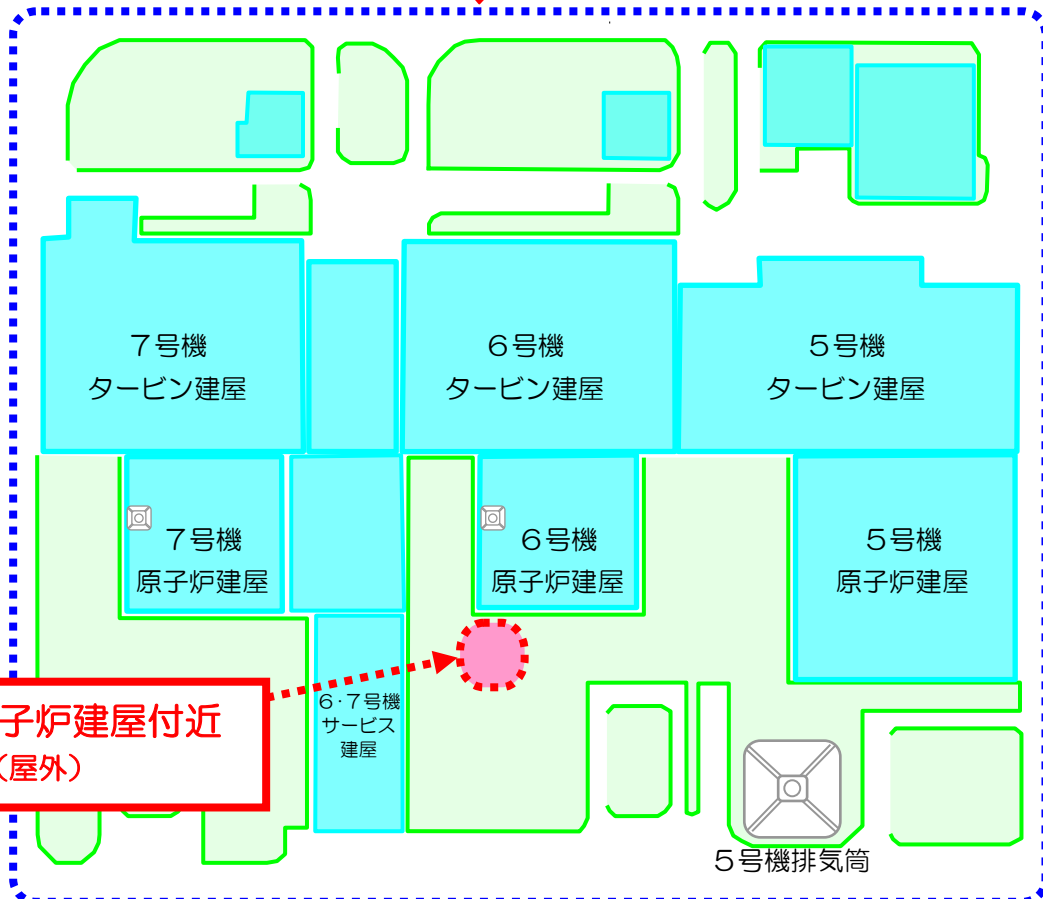 7号機
タービン建屋
6号機
タービン建屋
5号機
タービン建屋
7号機
原子炉建屋
6号機
原子炉建屋
5号機
原子炉建屋
子炉建屋付近
（屋外）
6·7号機
サービス
建屋
5号機排気筒